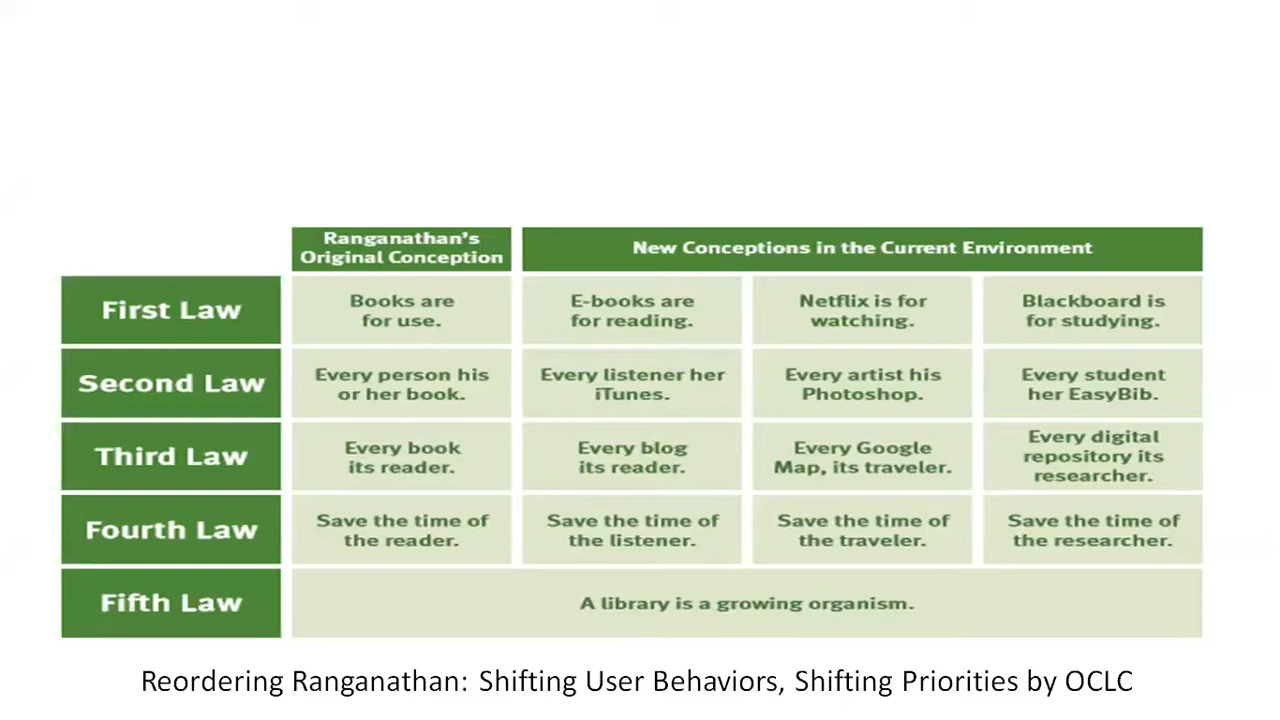 Ranganathan's
Original Conception
New Conceptions in the Current Environment
First Law
Books are
for use.
E-books are
for reading.
Netflix is for
watching.
Blackboard is
for studying.
Second Law
Every person his
or her book.
Every listener her
iTunes.
Every artist his
Photoshop.
Every student
her EasyBib.
Third Law
Every book
its reader.
Every blog
its reader.
Every Google
Map, its traveler.
Every digital
repository its
researcher.
Fourth Law
Save the time of
the reader.
Save the time of
the listener.
Save the time of
the traveler.
Save the time of
the researcher.
Fifth Law
A library is a growing organism.
Reordering Ranganathan: Shifting User Behaviors, Shifting Priorities by OCLC